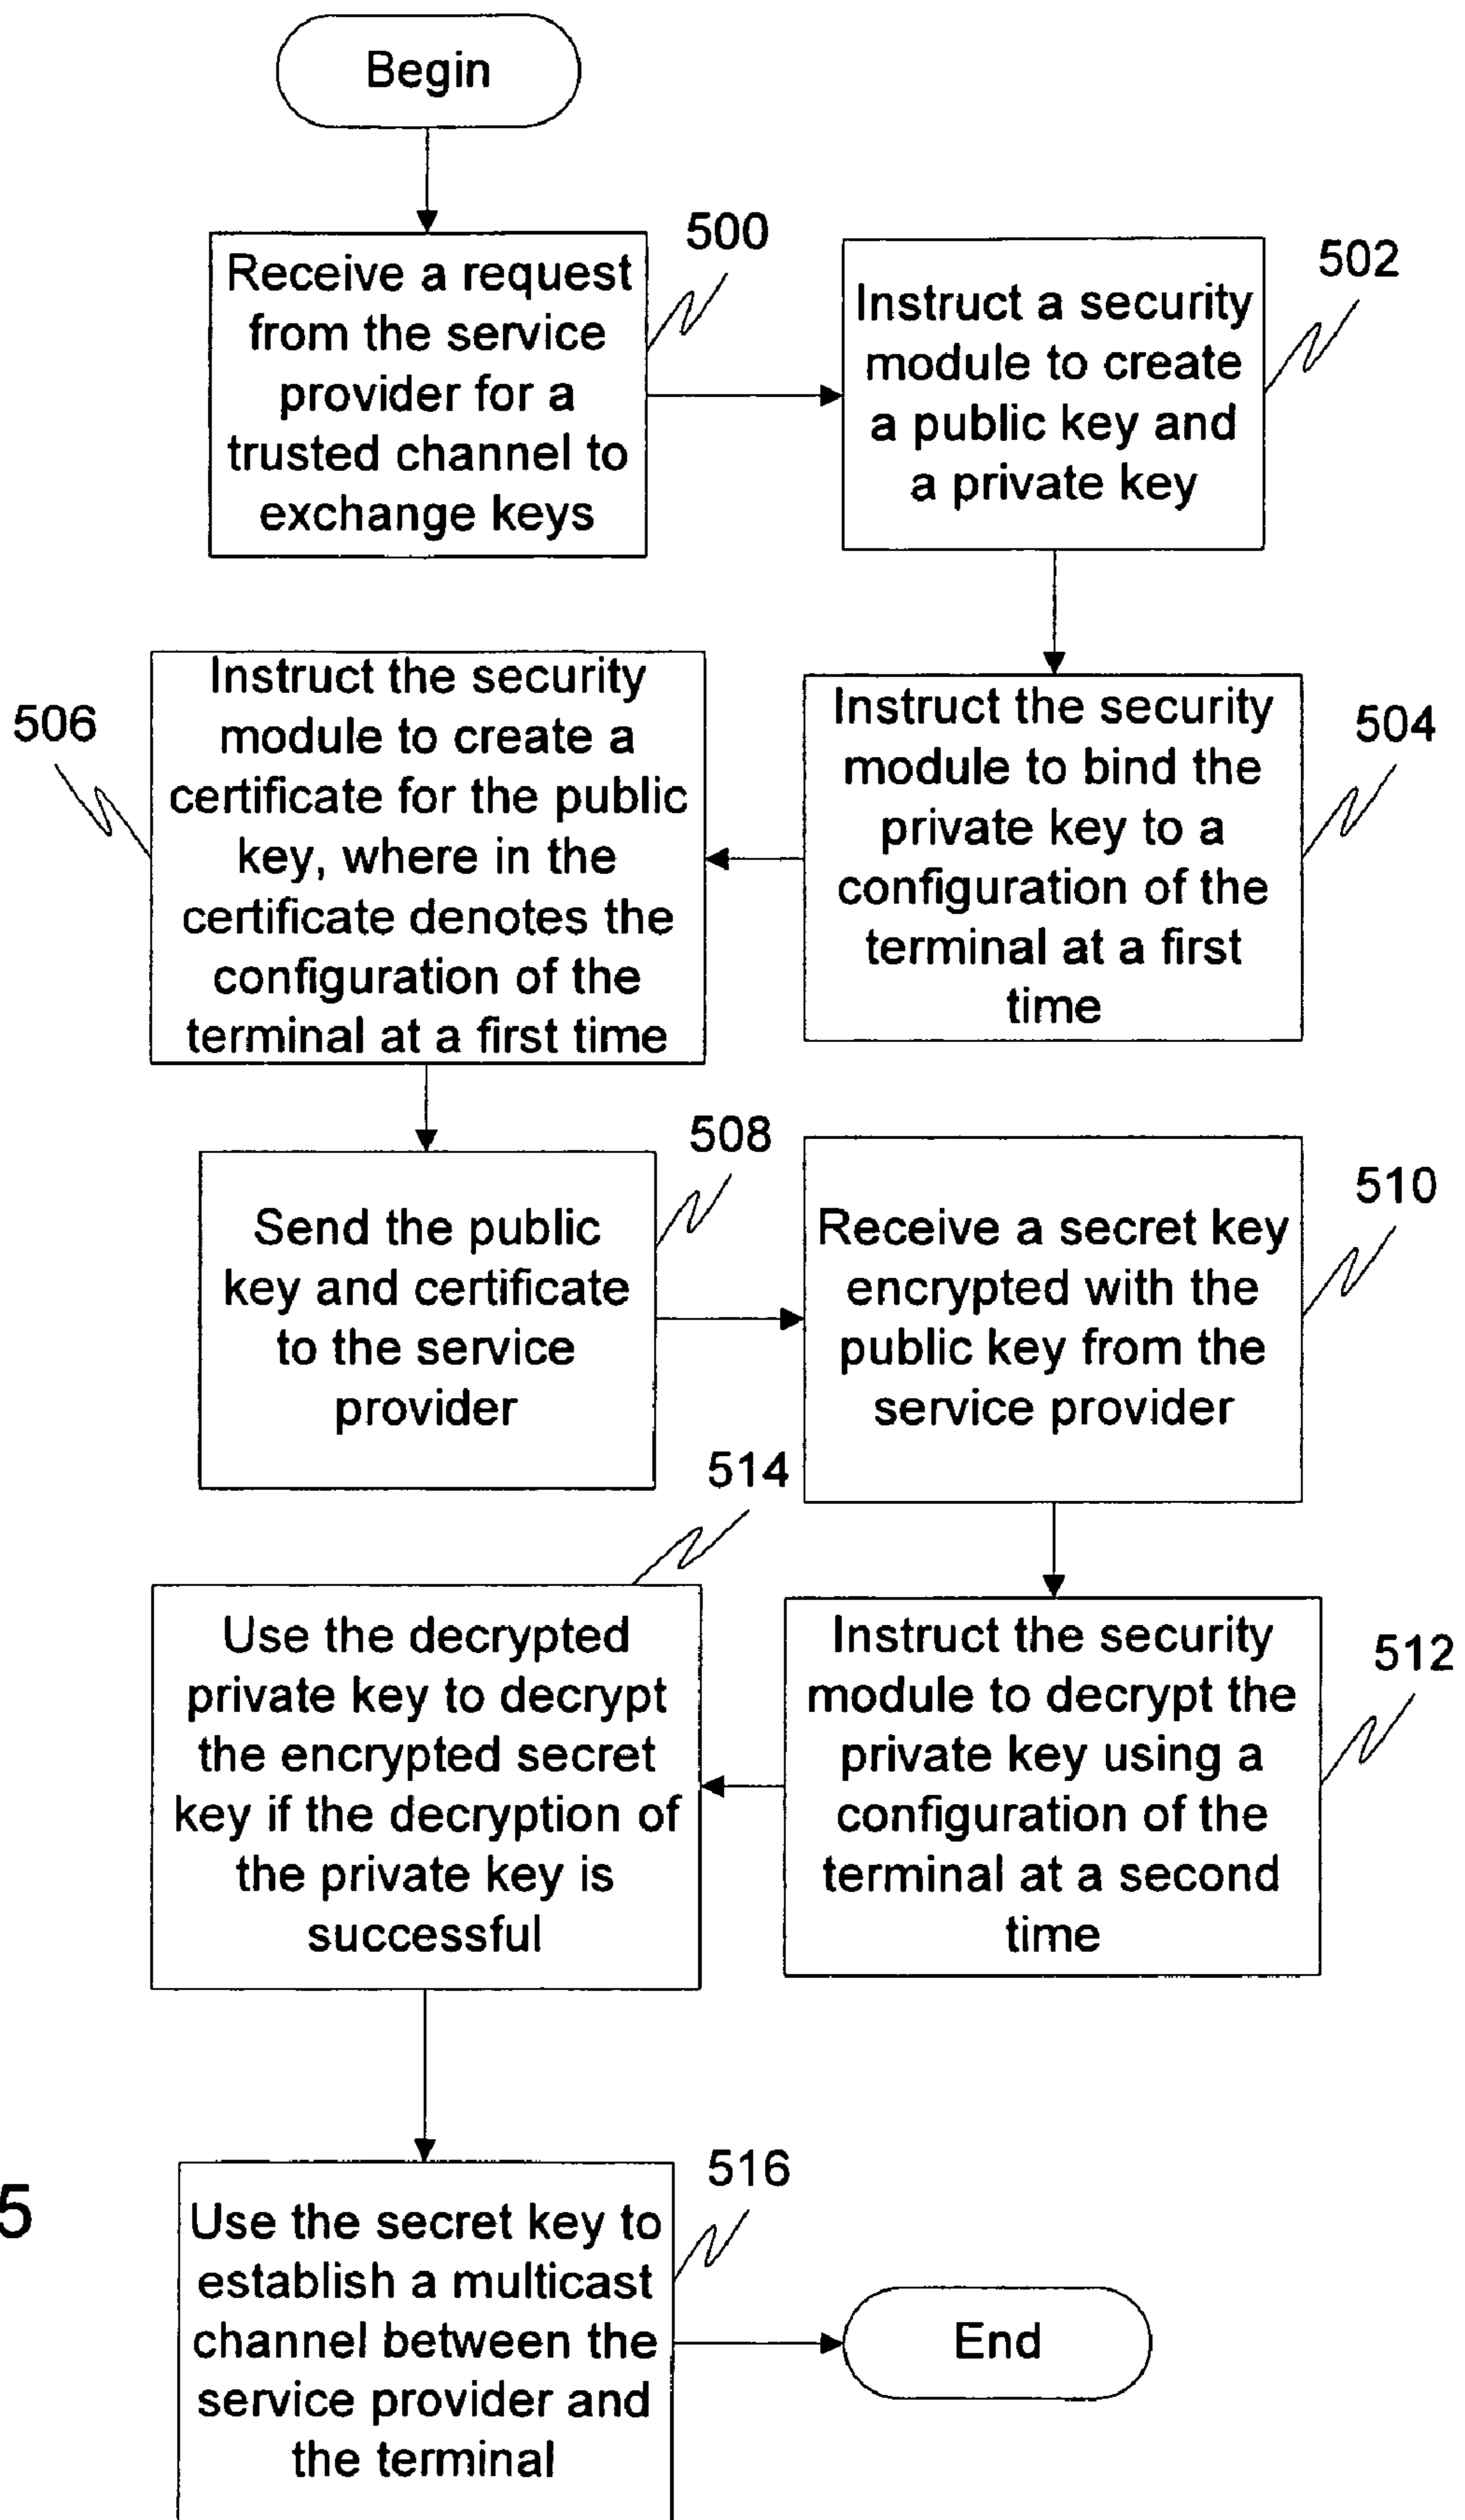 Begin
500
Receive a request
from the service
provider for a
trusted channel to
exchange keys
502
Instruct a security
module to create
a public key and
a private key
504
Instruct the security
module to bind the
private key to a
configuration of the
terminal at a first
time
506
Instruct the security
module to create a
certificate for the public
key, where in the
certificate denotes the
configuration of the
terminal at a first time
508
Send the public
key and certificate
to the service
provider
510
Receive a secret key
encrypted with the
public key from the
service provider
512
Instruct the security
module to decrypt the
private key using a
configuration of the
terminal at a second
time
514
Use the decrypted
private key to decrypt
the encrypted secret
key if the decryption of
the private key is
successful
5
516
Use the secret key to
establish a multicast
channel between the
service provider and
the terminal
End